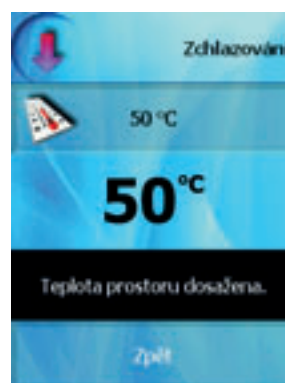 Zchlazován
50 °C
50 °C
Teplota prostoru dosažena.
Zpět